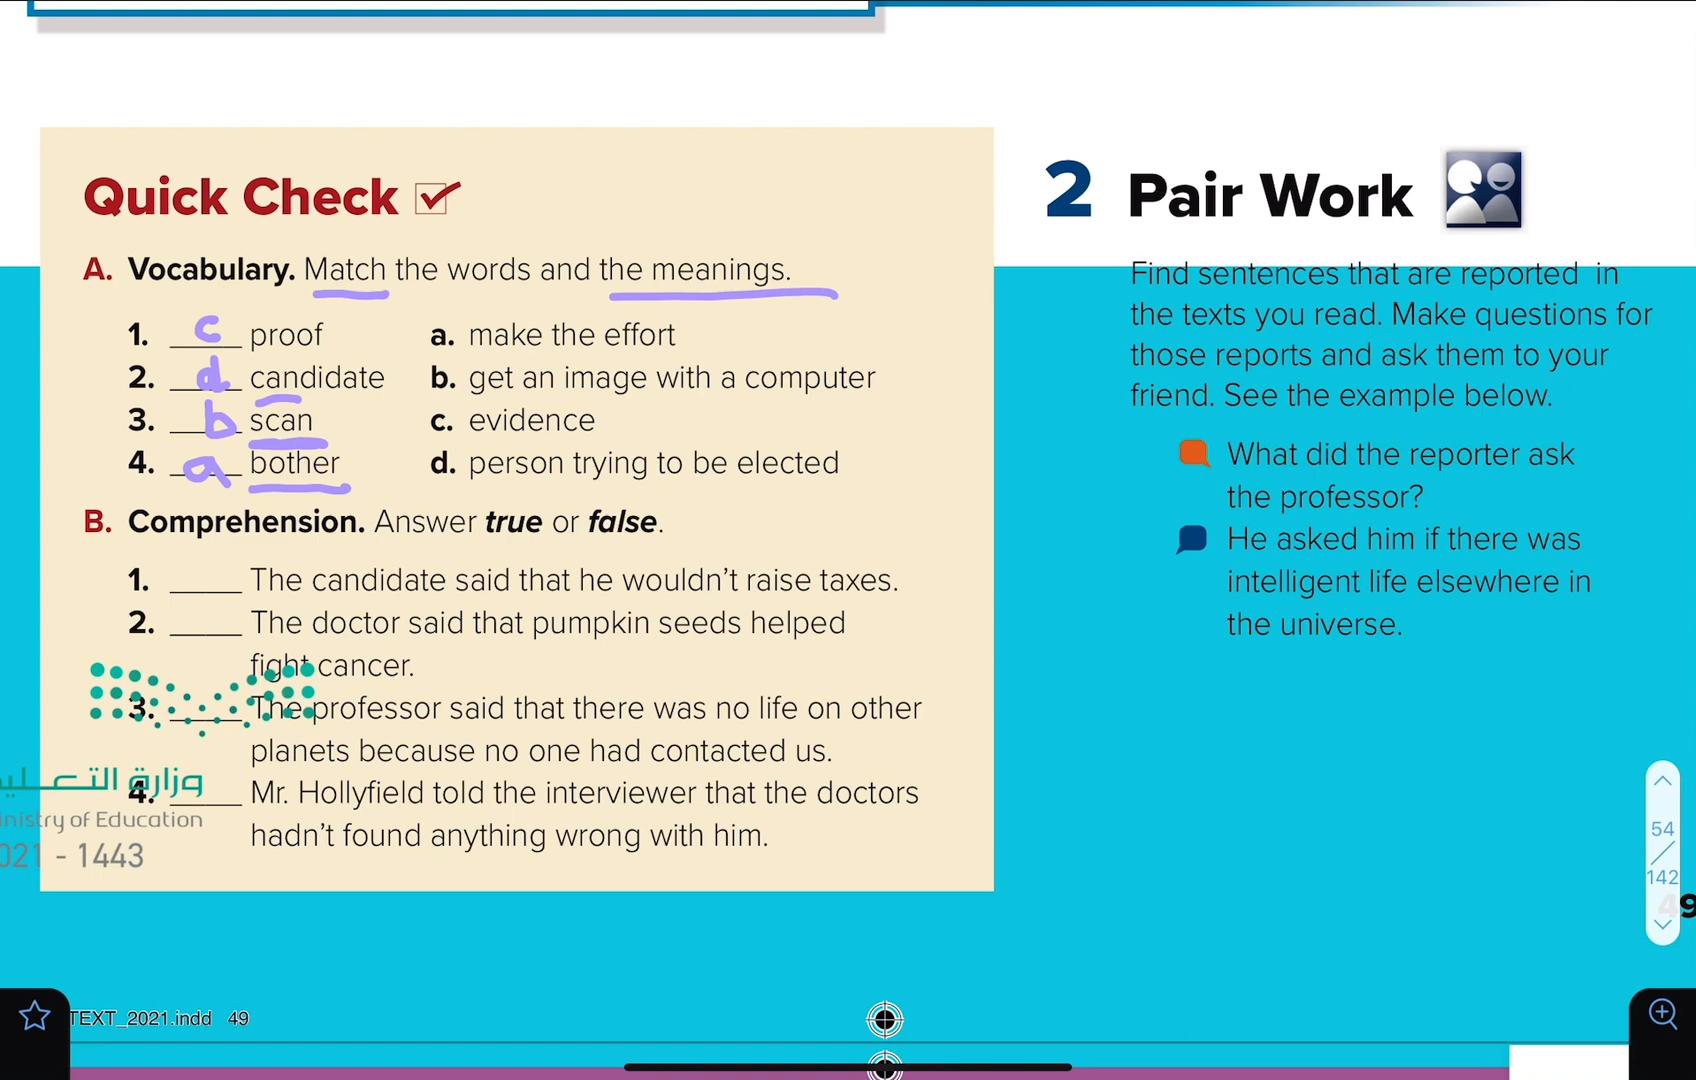 Quick Check
A. Vocabulary. Match the words and the meanings.
1. c proof a. make the effort
2. d candidate b. get an image with a computer
3. b scan c. evidence
4. a bother d. person trying to be elected
B. Comprehension. Answer true or false.
1. _____ The candidate said that he wouldn't raise taxes.
2. _____ The doctor said that pumpkin seeds helped
fight cancer.
3. _____ The professor said that there was no life on other
planets because no one had contacted us.
4. _____ Mr. Hollyfield told the interviewer that the doctors
hadn't found anything wrong with him.
2 Pair Work
Find sentences that are reported in
the texts you read. Make questions for
those reports and ask them to your
friend. See the example below.
What did the reporter ask
the professor?
He asked him if there was
intelligent life elsewhere in
the universe.
وزارة
of Education
- 1443
54
142
49
TEXT_2021.indd 49